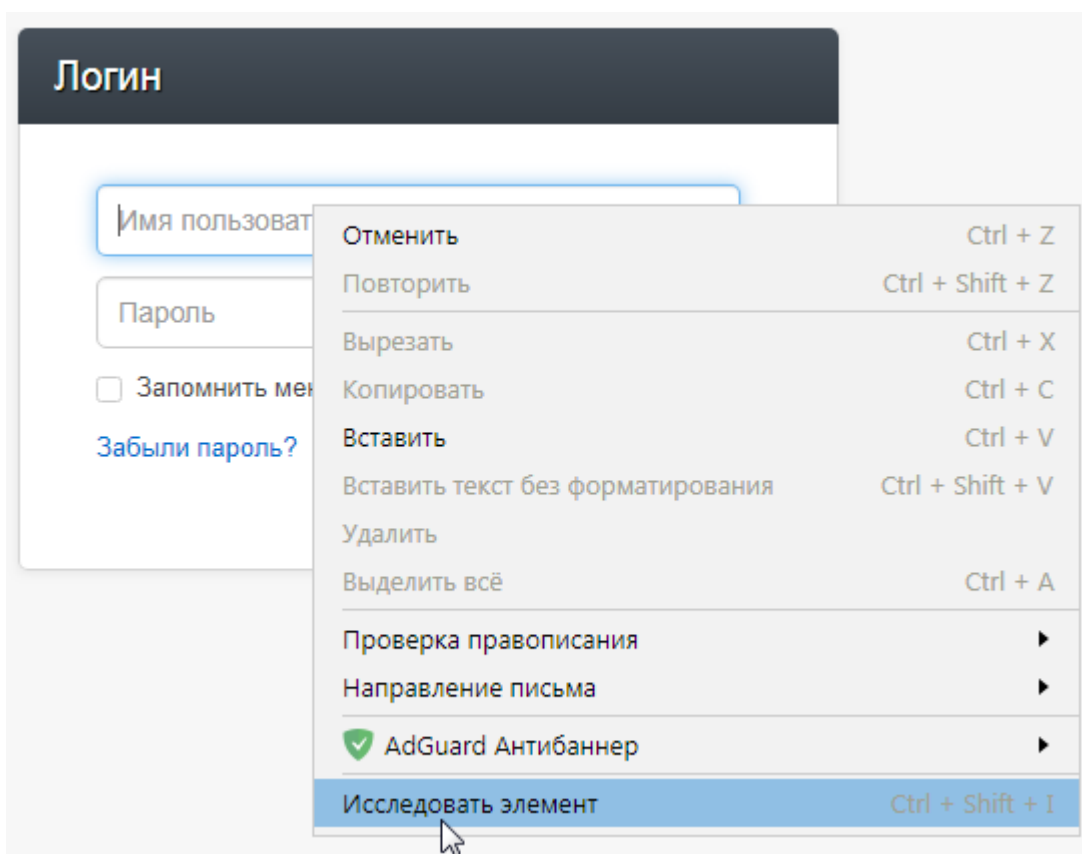 Логин
Имя пользоват
Пароль
Запомнить ме
Забыли пароль?
Отменить Ctrl + Z
Повторить Ctrl + Shift + Z
Вырезать Ctrl + X
Копировать Ctrl + C
Вставить Ctrl + V
Вставить текст без форматирования Ctrl + Shift + V
Удалить
Выделить всё Ctrl + A
Проверка правописания
Направление письма
AdGuard Антибаннер
Исследовать элемент Ctrl + Shift + I